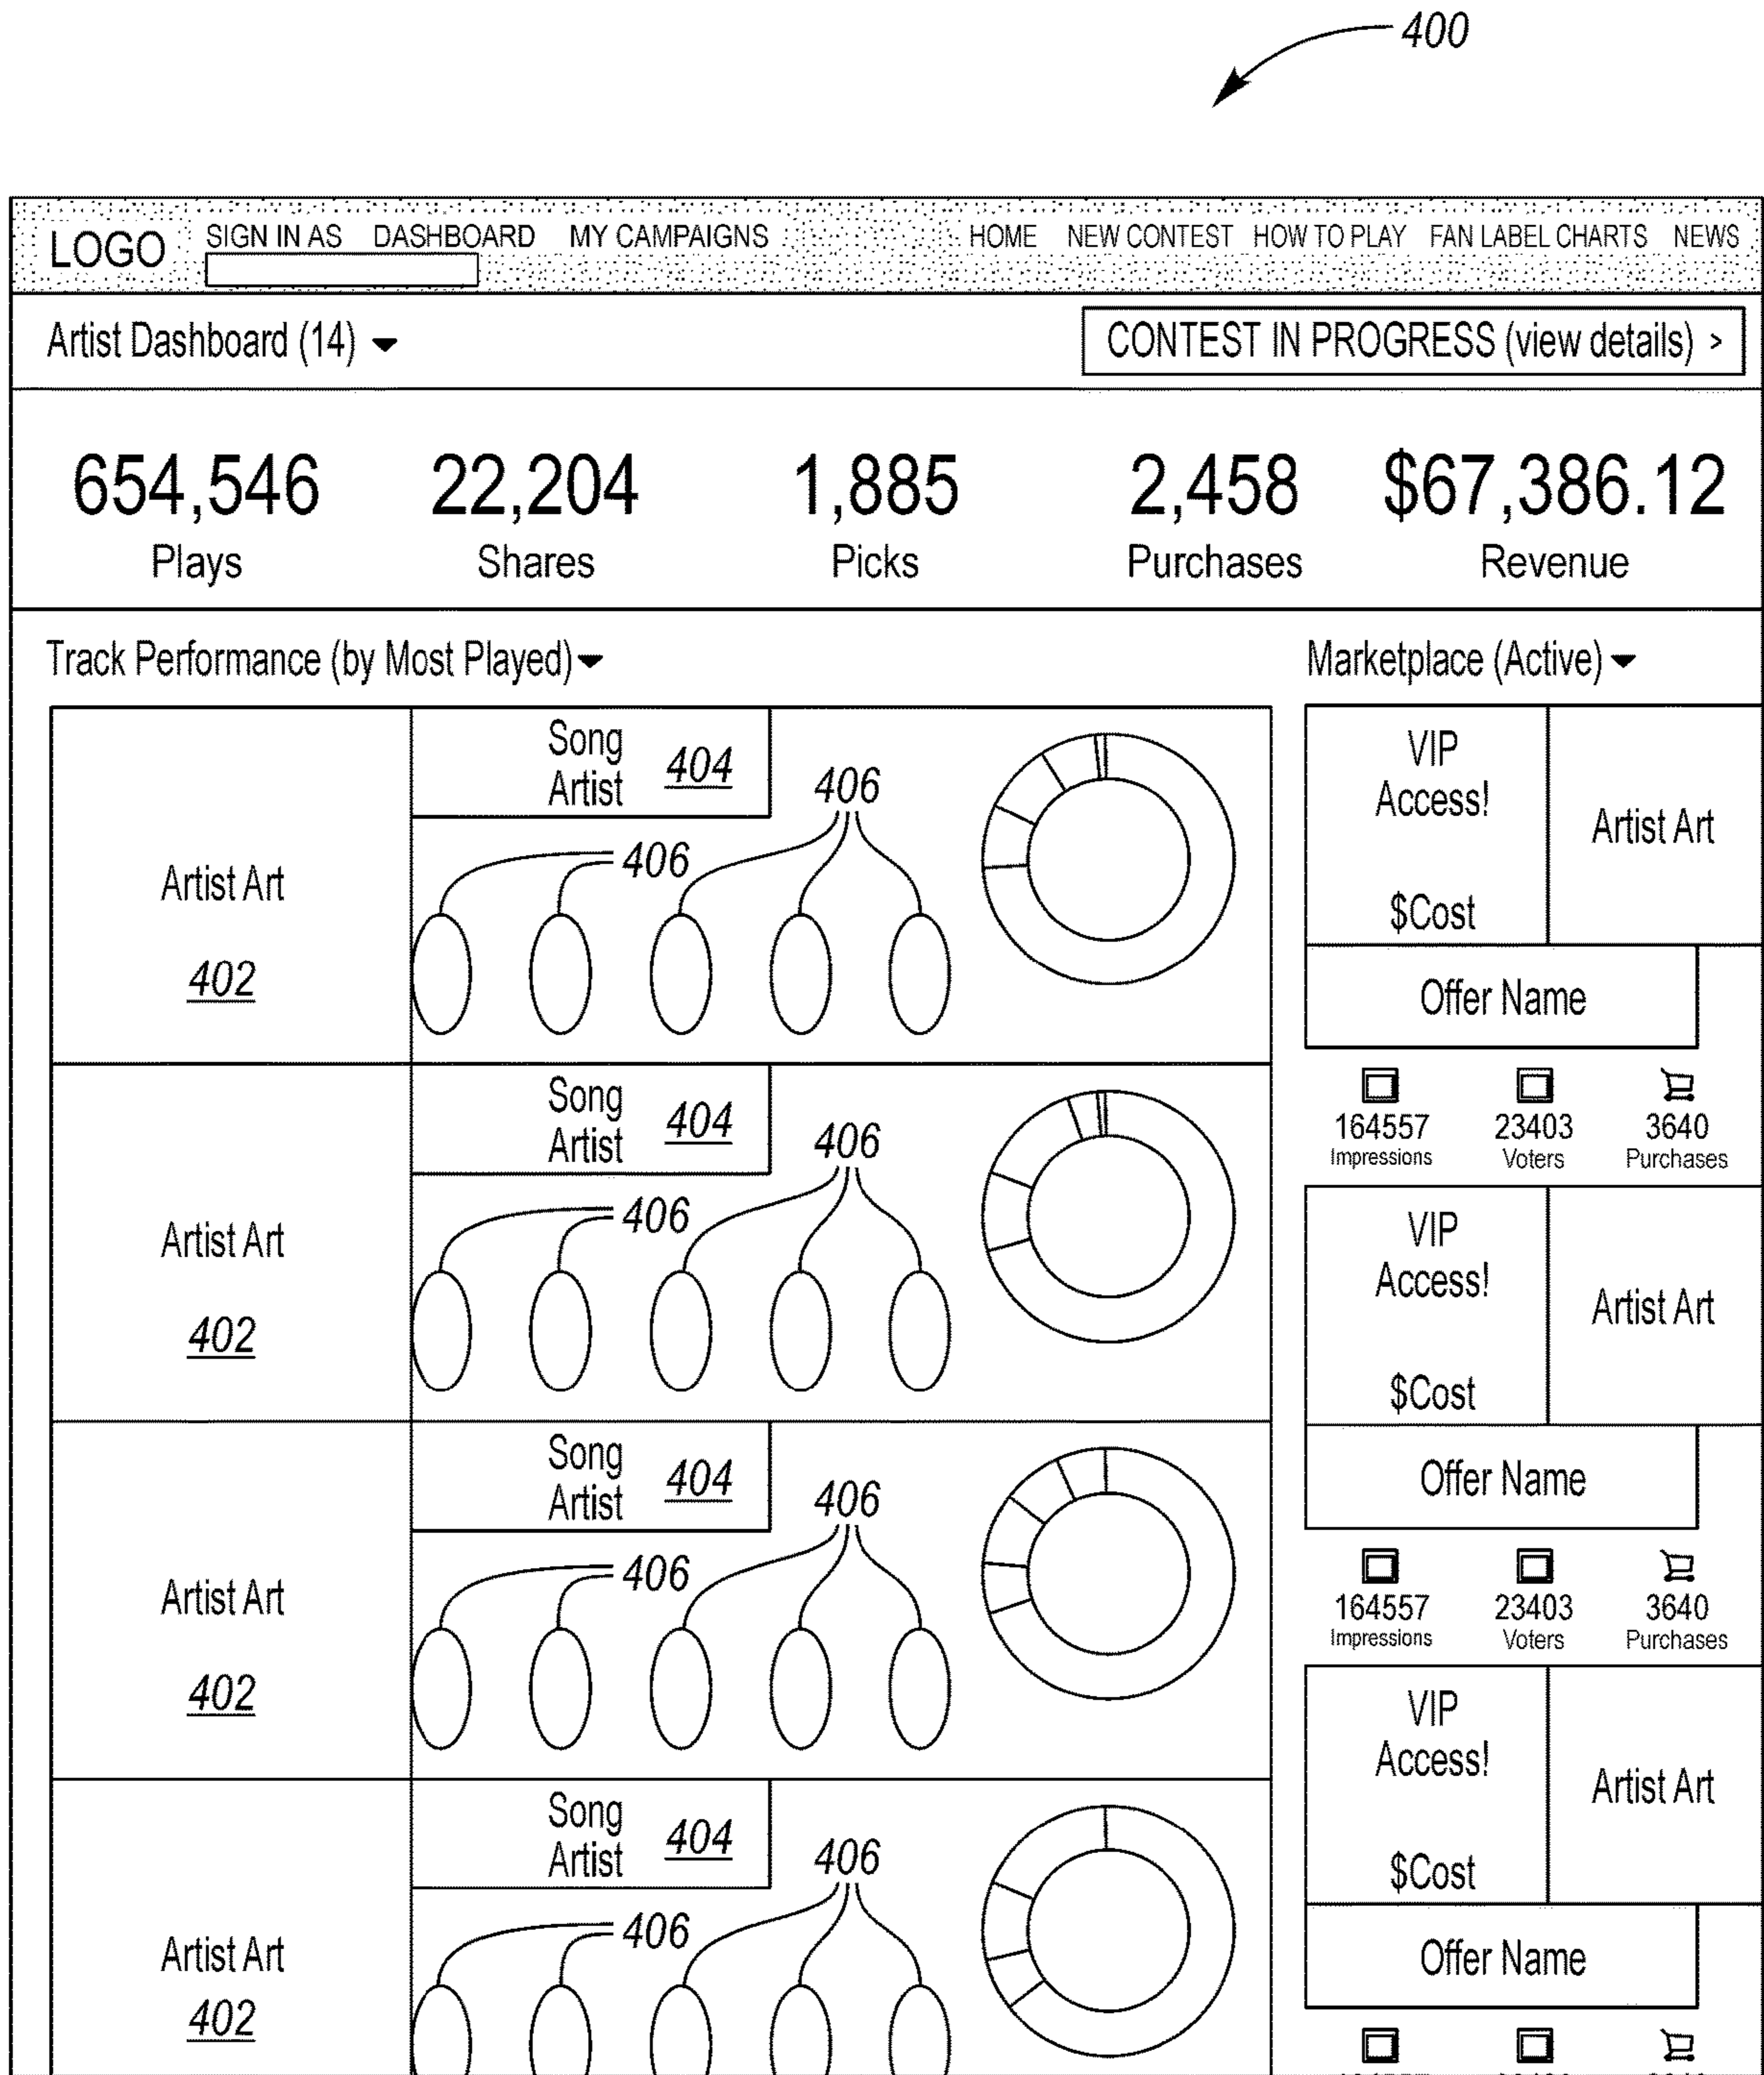 400
LOGO SIGN IN AS DASHBOARD MY CAMPAIGNS HOME NEW CONTEST HOW TO PLAY FAN LABEL CHARTS NEWS
Artist Dashboard (14) CONTEST IN PROGRESS (view details) >
654,546 22,204 1,885 2,458 $67,386.12
Plays Shares Picks Purchases Revenue
Track Performance (by Most Played)
Song
Artist 404
406
406
Artist Art
402
Song
Artist 404
406
406
Artist Art
402
Song
Artist 404
406
406
Artist Art
402
Song
Artist 404
406
406
Artist Art
402
Marketplace (Active)
VIP
Access!
$Cost
Artist Art
Offer Name
164557 23403 3640
Impressions Voters Purchases
VIP
Access!
$Cost
Artist Art
Offer Name
164557 23403 3640
Impressions Voters Purchases
VIP
Access!
$Cost
Artist Art
Offer Name